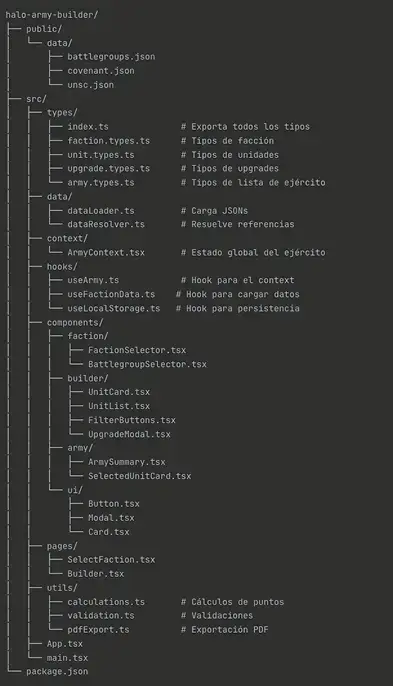 halo-army-builder/
├── public/
│   └── data/
│       ├── battlegroups.json
│       ├── covenant.json
│       └── unsc.json
├── src/
│   ├── types/
│   │   ├── index.ts             # Exporta todos los tipos
│   │   ├── faction.types.ts     # Tipos de facción
│   │   ├── unit.types.ts        # Tipos de unidades
│   │   ├── upgrade.types.ts     # Tipos de upgrades
│   │   └── army.types.ts        # Tipos de lista de ejército
│   ├── data/
│   │   ├── dataLoader.ts        # Carga JSONs
│   │   └── dataResolver.ts      # Resuelve referencias
│   ├── context/
│   │   └── ArmyContext.tsx      # Estado global del ejército
│   ├── hooks/
│   │   ├── useArmy.ts           # Hook para el context
│   │   ├── useFactionData.ts   # Hook para cargar datos
│   │   └── useLocalStorage.ts   # Hook para persistencia
│   ├── components/
│   │   ├── faction/
│   │   │   ├── FactionSelector.tsx
│   │   │   └── BattlegroupSelector.tsx
│   │   ├── builder/
│   │   │   ├── UnitCard.tsx
│   │   │   ├── UnitList.tsx
│   │   │   ├── FilterButtons.tsx
│   │   │   └── UpgradeModal.tsx
│   │   ├── army/
│   │   │   ├── ArmySummary.tsx
│   │   │   └── SelectedUnitCard.tsx
│   │   └── ui/
│   │       ├── Button.tsx
│   │       ├── Modal.tsx
│   │       └── Card.tsx
│   ├── pages/
│   │   ├── SelectFaction.tsx
│   │   └── Builder.tsx
│   ├── utils/
│   │   ├── calculations.ts      # Cálculos de puntos
│   │   ├── validation.ts        # Validaciones
│   │   └── pdfExport.ts         # Exportación PDF
│   ├── App.tsx
│   └── main.tsx
└── package.json